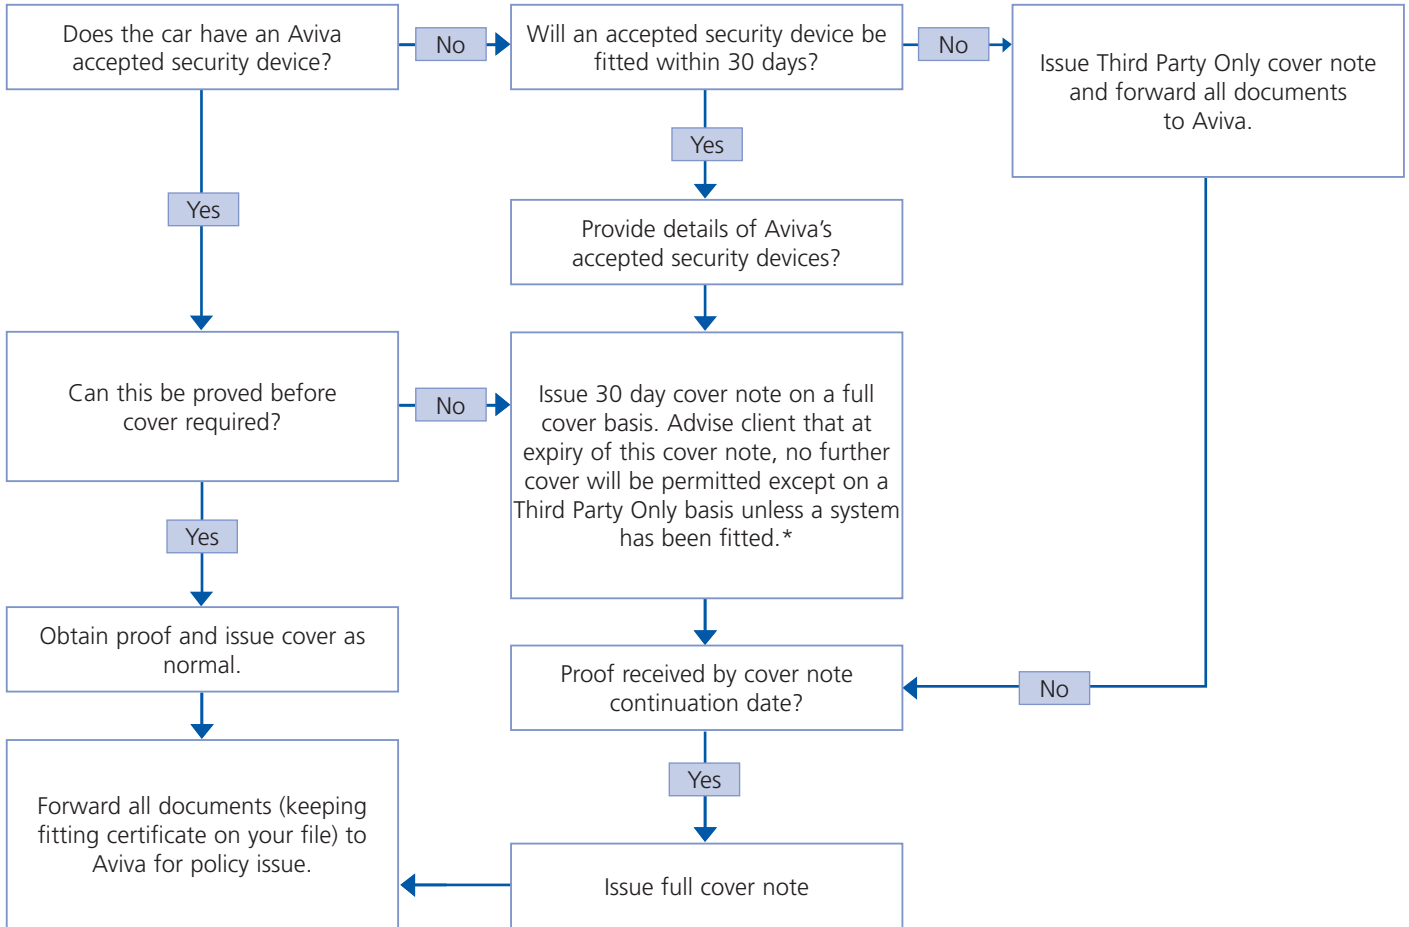 Does the car have an Aviva
accepted security device?
No
Will an accepted security device be
fitted within 30 days?
No
Issue Third Party Only cover note
and forward all documents
to Aviva.
Yes
Yes
Provide details of Aviva's
accepted security devices?
Can this be proved before
cover required?
No
Issue 30 day cover note on a full
cover basis. Advise client that at
expiry of this cover note, no further
cover will be permitted except on a
Third Party Only basis unless a system
has been fitted.*
Yes
Obtain proof and issue cover as
normal.
Proof received by cover note
continuation date?
No
Yes
Forward all documents (keeping
fitting certificate on your file) to
Aviva for policy issue.
Issue full cover note